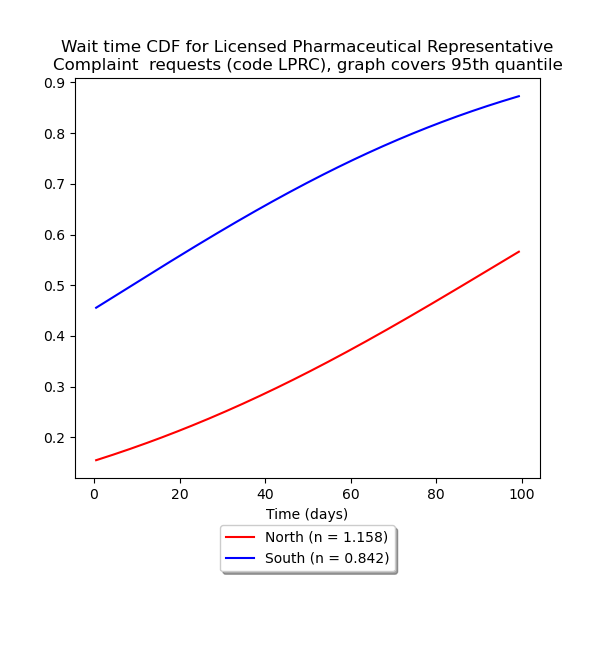 Wait time CDF for Licensed Pharmaceutical Representative
Complaint  requests (code LPRC), graph covers 95th quantile
0.9
0.8
0.7
0.6
0.5
0.4
0.3
0.2
0 20 40 60 80 100
Time (days)
North (n = 1.158)
South (n = 0.842)